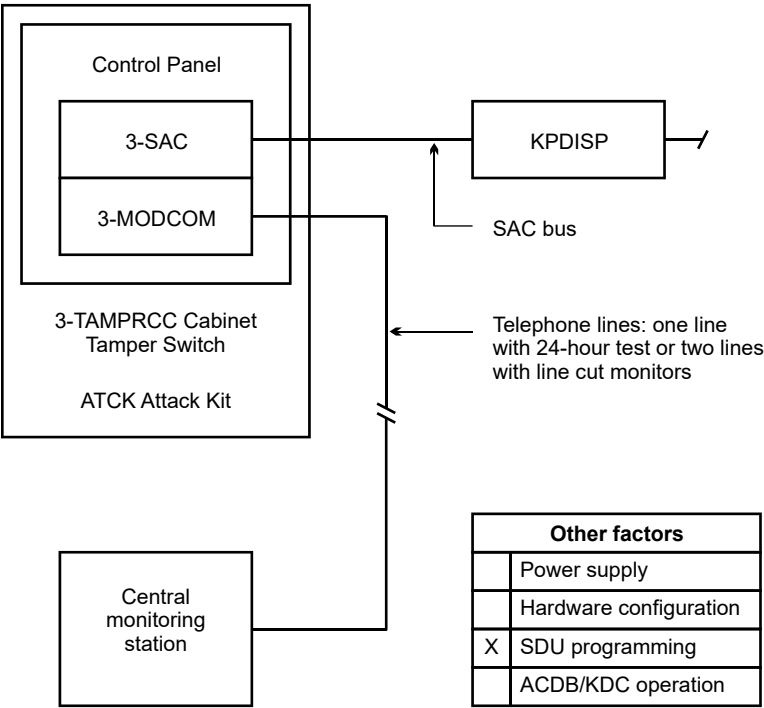 Control Panel
3-SAC
3-MODCOM
3-TAMPRCC Cabinet
Tamper Switch
ATCK Attack Kit
KPDISP
SAC bus
Telephone lines: one line
with 24-hour test or two lines
with line cut monitors
Central
monitoring
station
Other factors
Power supply
Hardware configuration
X SDU programming
ACDB/KDC operation